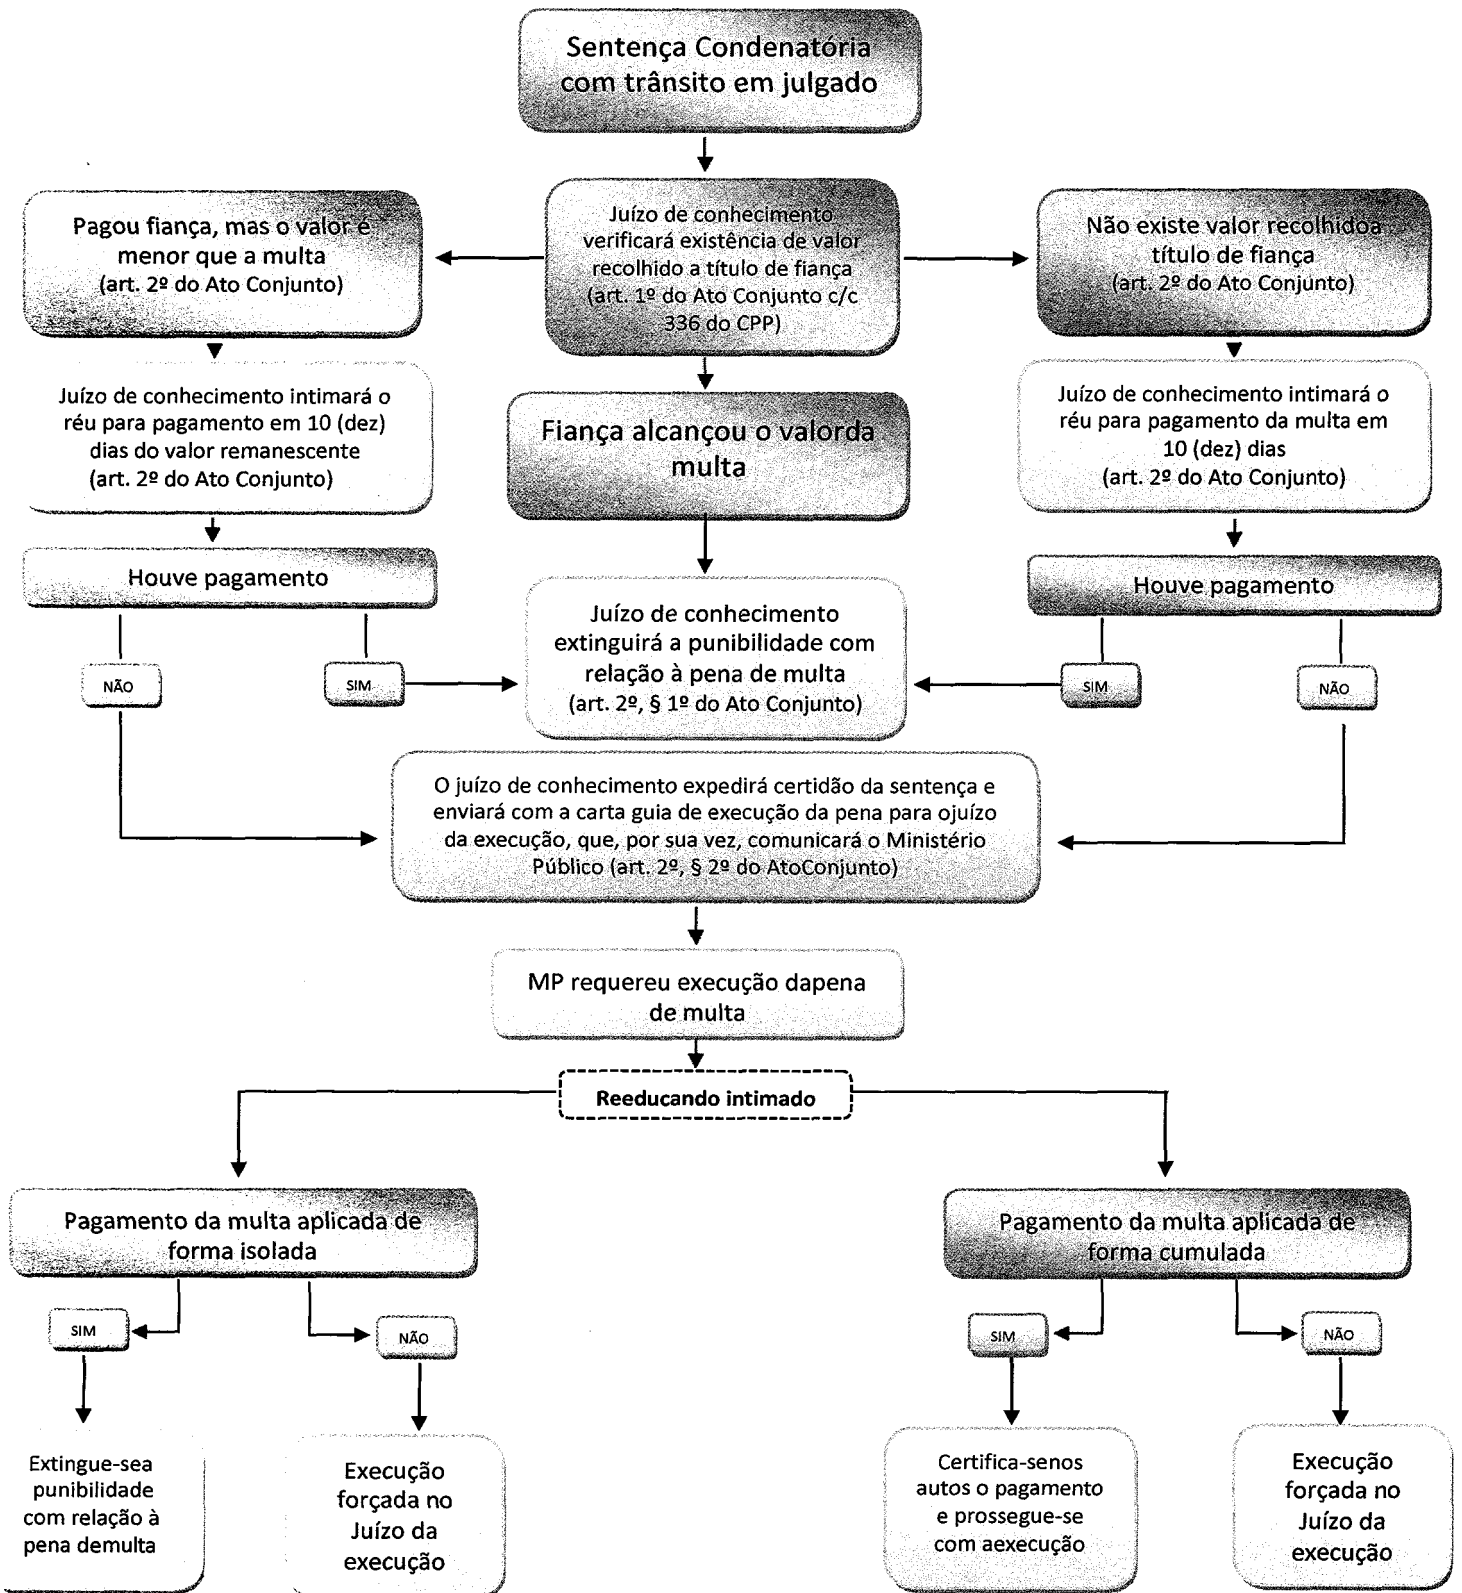 Sentença Condenatória
com trânsito em julgado
Pagou fiança, mas o valor é
menor que a multa
(art. 2º do Ato Conjunto)
Juízo de conhecimento
verificará existência de valor
recolhido a título de fiança
(art. 1º do Ato Conjunto c/c
336 do CPP)
Não existe valor recolhidoa
título de fiança
(art. 2º do Ato Conjunto)
Juízo de conhecimento intimará o
réu para pagamento em 10 (dez)
dias do valor remanescente
(art. 2º do Ato Conjunto)
Fiança alcançou o valorda
multa
Juízo de conhecimento intimará o
réu para pagamento da multa em
10 (dez) dias
(art. 2º do Ato Conjunto)
Houve pagamento
NÃO
SIM
Juízo de conhecimento
extinguirá a punibilidade com
relação à pena de multa
(art. 2º, § 1º do Ato Conjunto)
Houve pagamento
SIM
NÃO
O juízo de conhecimento expedirá certidão da sentença e
enviará com a carta guia de execução da pena para ojuízo
da execução, que, por sua vez, comunicará o Ministério
Público (art. 2º, § 2º do AtoConjunto)
MP requereu execução dapena
de multa
Reeducando intimado
Pagamento da multa aplicada de
forma isolada
SIM
NÃO
Extingue-sea
punibilidade
com relação à
pena demulta
Execução
forçada no
Juízo da
execução
Pagamento da multa aplicada de
forma cumulada
SIM
NÃO
Certifica-senos
autos o pagamento
e prossegue-se
com aexecução
Execução
forçada no
Juízo da
execução